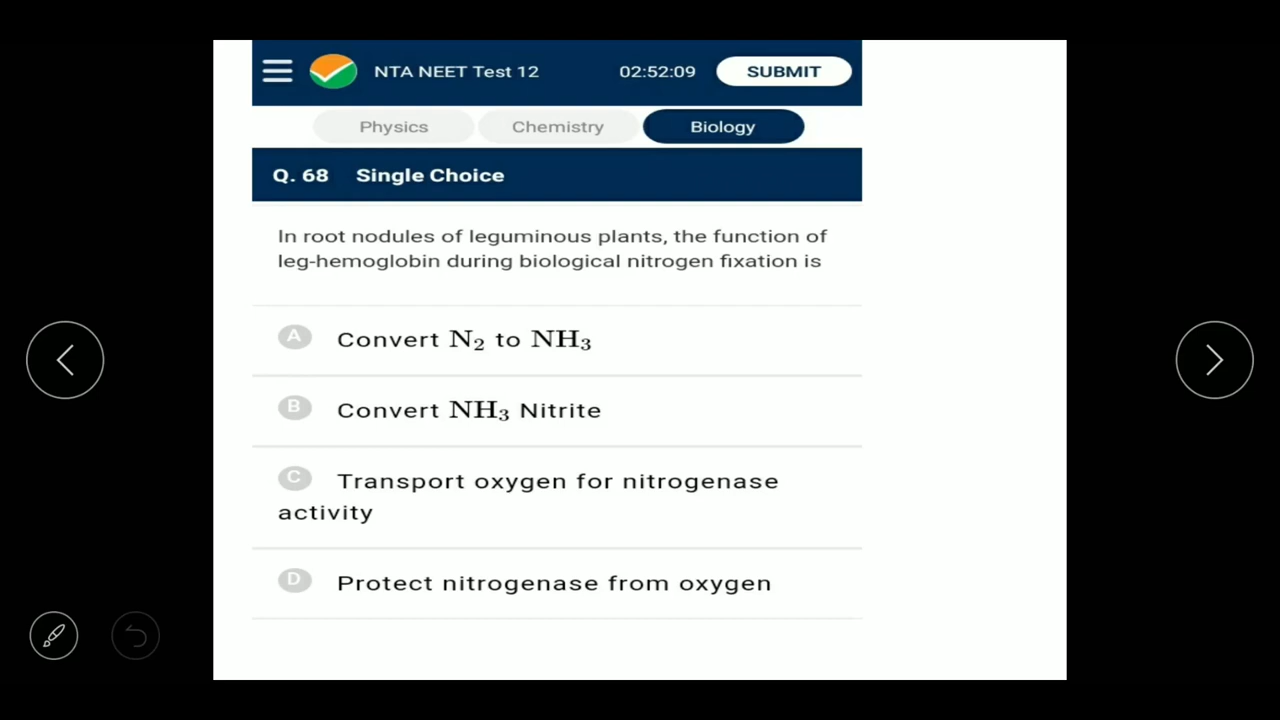 NTA NEET Test 12 02:52:09 SUBMIT
Physics Chemistry Biology
Q. 68 Single Choice
In root nodules of leguminous plants, the function of
leg-hemoglobin during biological nitrogen fixation is
A Convert N₂ to NH₃
B Convert NH₃ Nitrite
C Transport oxygen for nitrogenase
activity
D Protect nitrogenase from oxygen